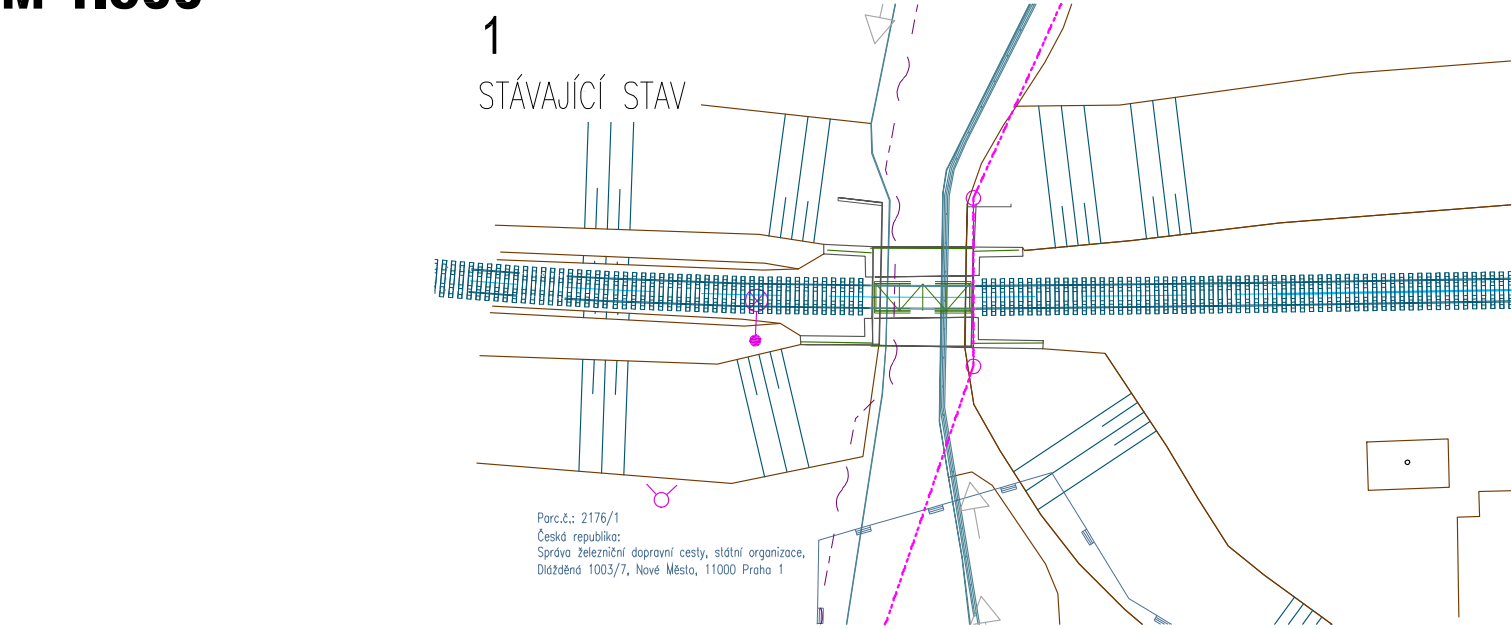 1
STÁVAJÍCÍ STAV
Parc.č.: 2176/1
Česká republika:
Správa železniční dopravní cesty, státní organizace,
Dlážděná 1003/7, Nové Město, 11000 Praha 1